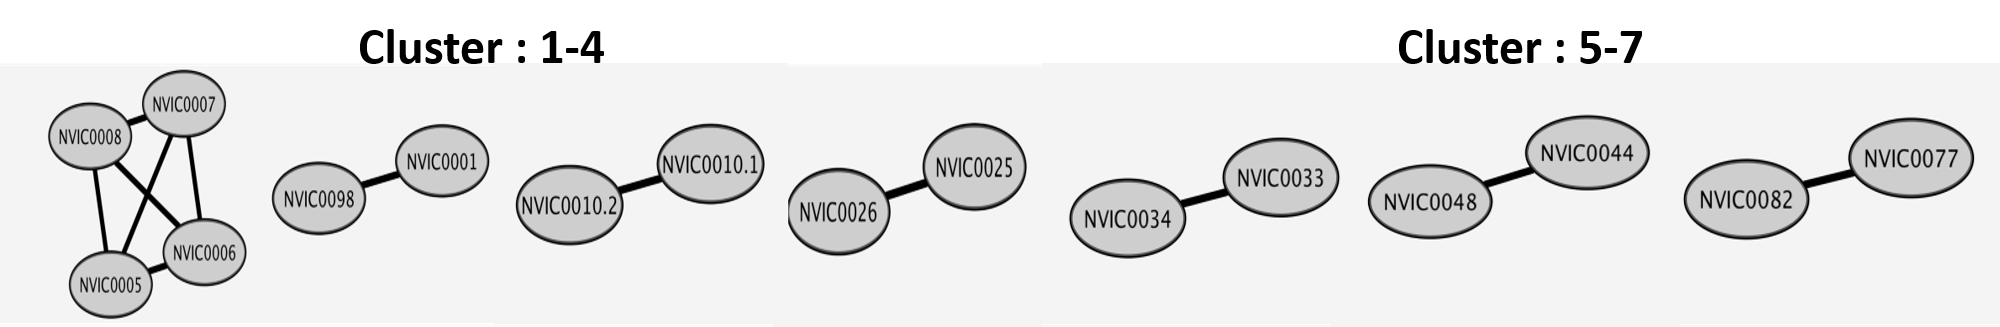 Cluster : 1-4
Cluster : 5-7
NVIC0007
NVIC0008
NVIC0006
NVIC0005
NVIC0001
NVIC0098
NVIC0010.1
NVIC0010.2
NVIC0025
NVIC0026
NVIC0033
NVIC0034
NVIC0044
NVIC0048
NVIC0077
NVIC0082